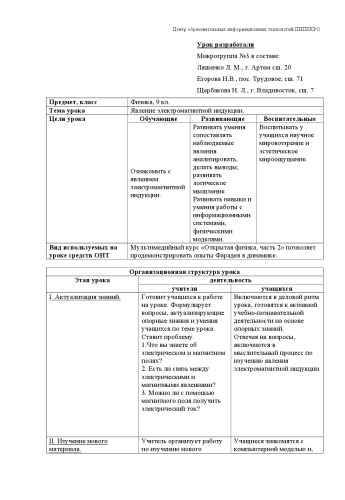 Центр образовательных информационных технологий ПИППКРО
Урок разработали
Микрогруппа №5 в составе:
Ляшенко Л. М., г. Артем сш. 20
Егорова Н.В., пос. Трудовое, сш. 71
Щербакова Н. Л., г. Владивосток, сш. 7
Предмет, класс Физика, 9 кл.
Тема урока Явление электромагнитной индукции.
Цели урока Обучающие Развивающие Воспитательные
Ознакомить с
явлением
электромагнитной
индукции.
Развивать умения
сопоставлять
наблюдаемые
явления
анализировать,
делать выводы;
развивать
логическое
мышление.
Развивать навыки и
умения работы с
информационными
системами,
физическими
моделями.
Воспитывать у
учащихся научное
мировоззрение и
эстетическое
мироощущение.
Вид используемых на
уроке средств ОИТ
Мультимедийный курс «Открытая физика, часть 2» позволяет
продемонстрировать опыты Фарадея в динамике.
Организационная структура урока
Этап урока деятельность
учителя учащихся
I. Актуализация знаний.
Готовит учащихся к работе
на уроке. Формулирует
вопросы, актуализирующие
опорные знания и умения
учащихся по теме урока.
Ставит проблему.
1.Что вы знаете об
электрическом и магнитном
полях?
2. Есть ли связь между
электрическими и
магнитными явлениями?
3. Можно ли с помощью
магнитного поля получить
электрический ток?
Включаются в деловой ритм
урока, готовятся к активной
учебно-познавательной
деятельности на основе
опорных знаний.
Отвечая на вопросы,
включаются в
мыслительный процесс по
изучению явления
электромагнитной индукции
II. Изучение нового
материала.
Учитель организует работу
по изучению нового
Учащиеся знакомятся с
компьютерной моделью и,